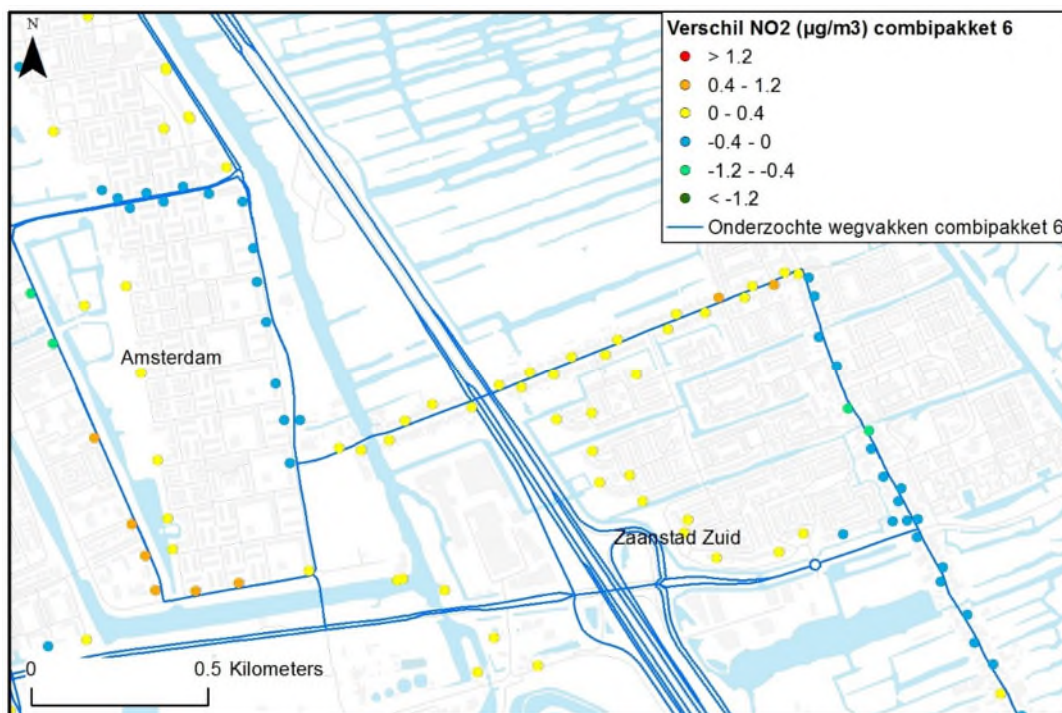 N
Verschil NO2 (µg/m3) combipakket 6
> 1.2
0.4 - 1.2
0 - 0.4
-0.4 - 0
-1.2 - -0.4
< -1.2
Onderzochte wegvakken combipakket 6
Amsterdam
Zaanstad Zuid
0 0.5 Kilometers